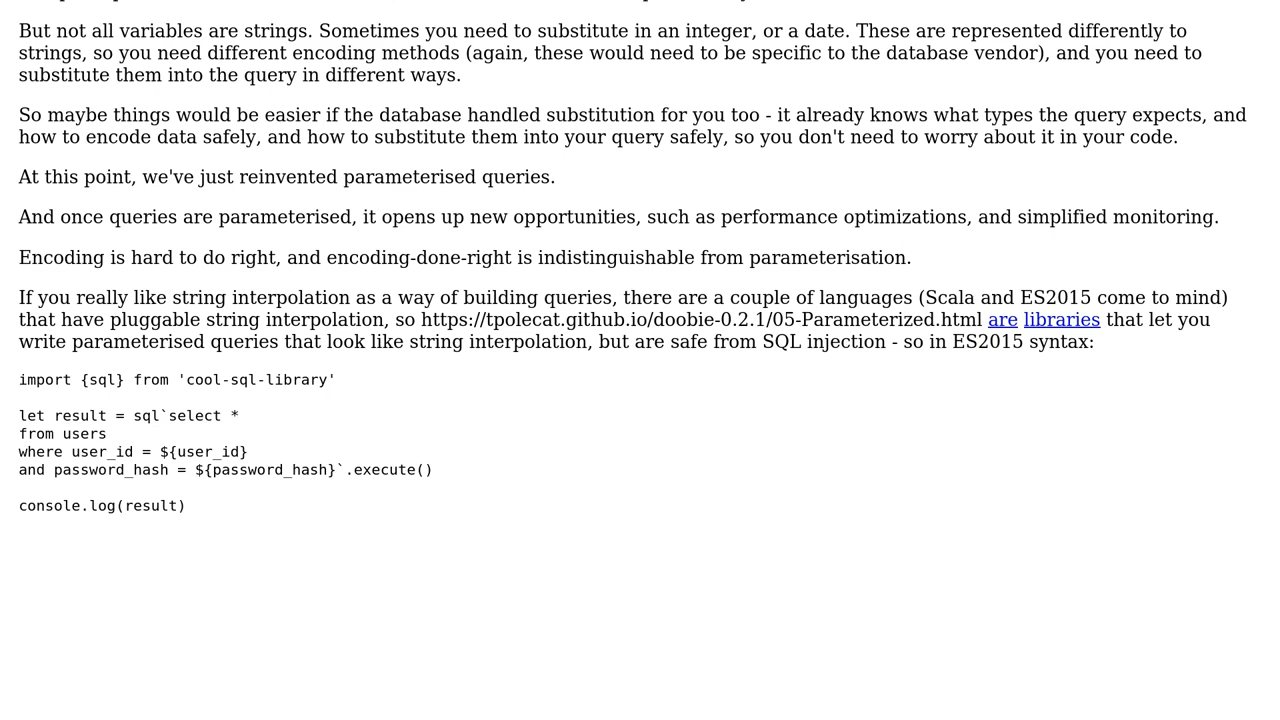 But not all variables are strings. Sometimes you need to substitute in an integer, or a date. These are represented differently to
strings, so you need different encoding methods (again, these would need to be specific to the database vendor), and you need to
substitute them into the query in different ways.
So maybe things would be easier if the database handled substitution for you too - it already knows what types the query expects, and
how to encode data safely, and how to substitute them into your query safely, so you don't need to worry about it in your code.
At this point, we've just reinvented parameterised queries.
And once queries are parameterised, it opens up new opportunities, such as performance optimizations, and simplified monitoring.
Encoding is hard to do right, and encoding-done-right is indistinguishable from parameterisation.
If you really like string interpolation as a way of building queries, there are a couple of languages (Scala and ES2015 come to mind)
that have pluggable string interpolation, so https://tpolecat.github.io/doobie-0.2.1/05-Parameterized.html are libraries that let you
write parameterised queries that look like string interpolation, but are safe from SQL injection - so in ES2015 syntax:
import {sql} from 'cool-sql-library'
let result = sql`select *
from users
where user_id = ${user_id}
and password_hash = ${password_hash}`.execute()
console.log(result)